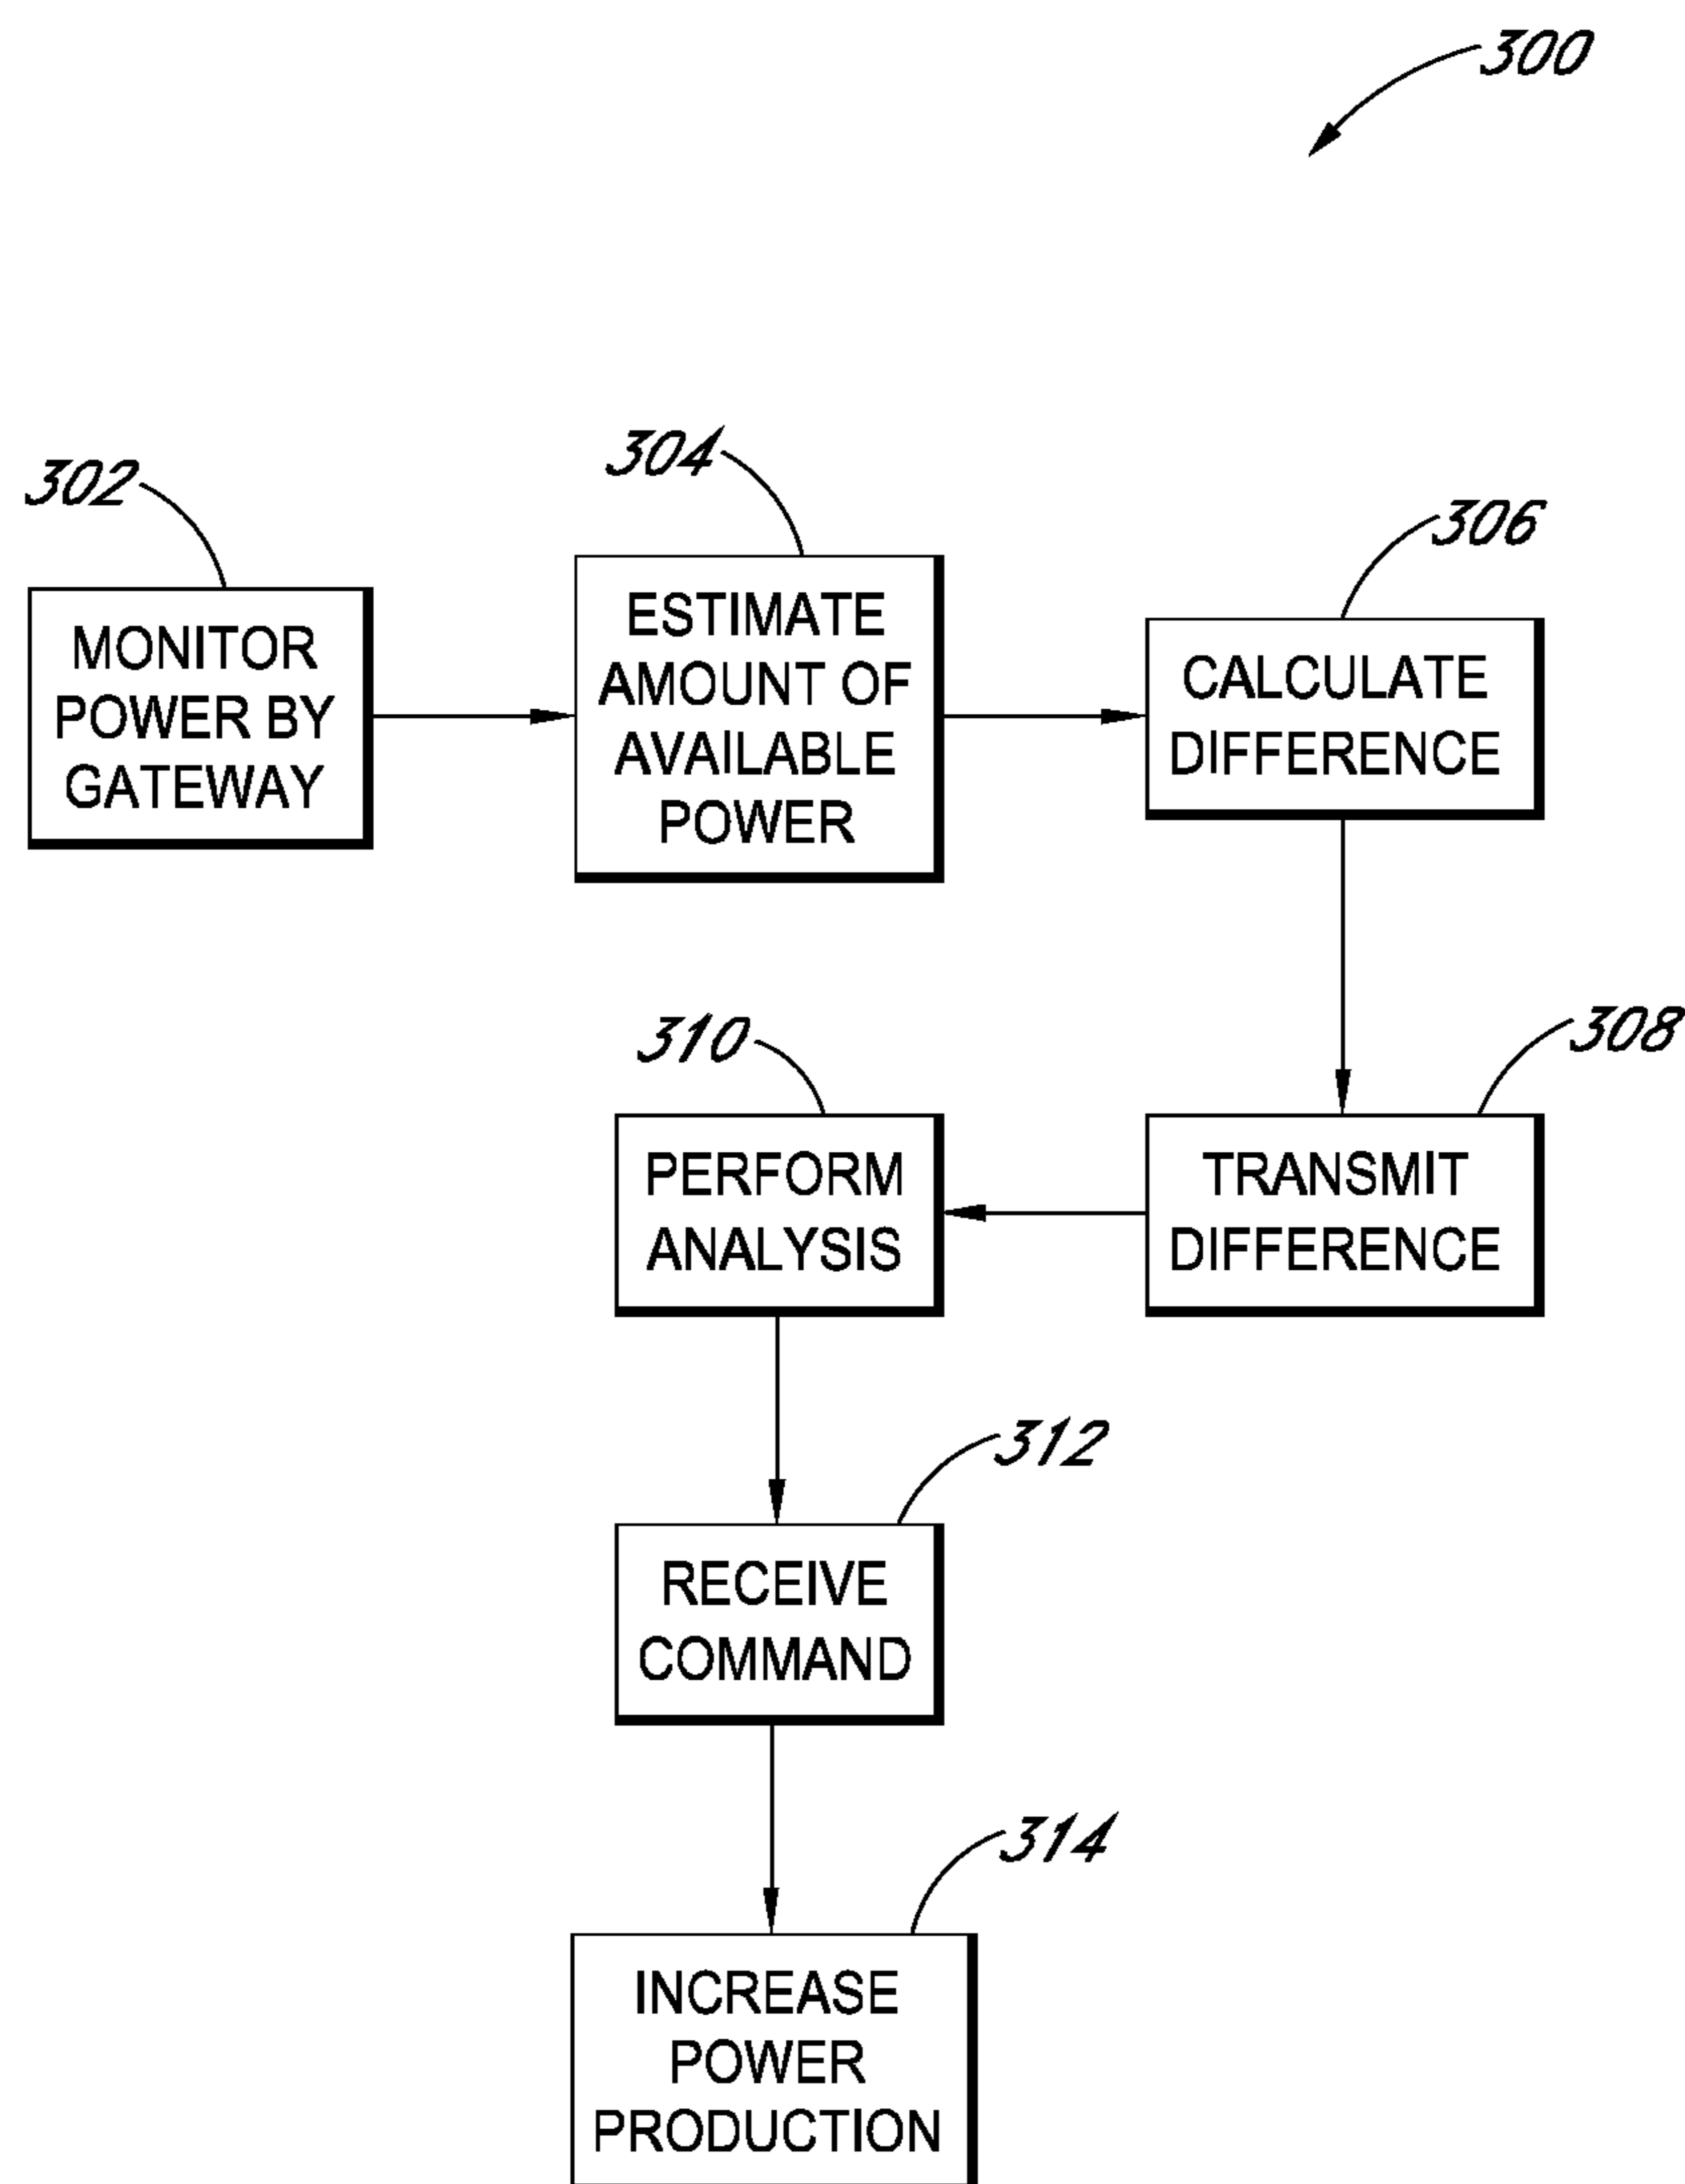 300
302
MONITOR
POWER BY
GATEWAY
304
ESTIMATE
AMOUNT OF
AVAILABLE
POWER
306
CALCULATE
DIFFERENCE
308
TRANSMIT
DIFFERENCE
310
PERFORM
ANALYSIS
312
RECEIVE
COMMAND
314
INCREASE
POWER
PRODUCTION